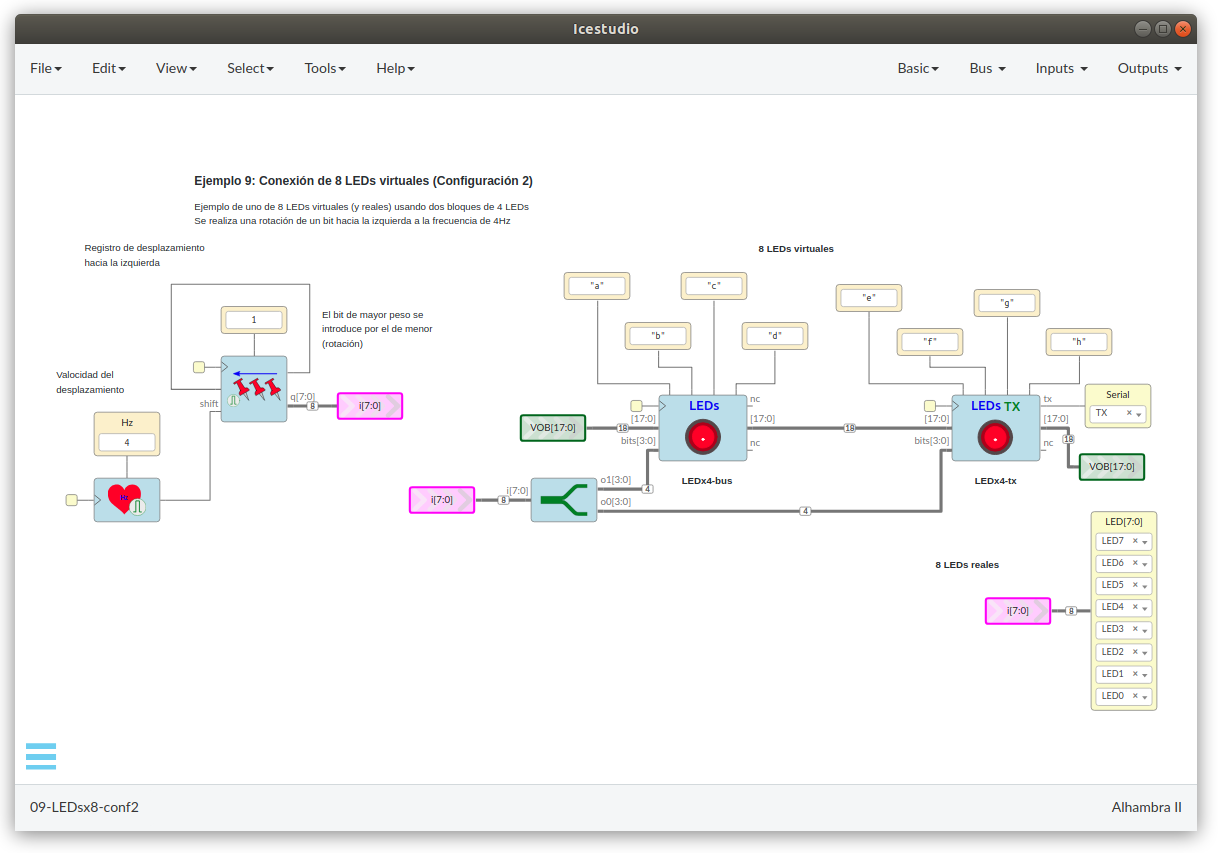 Icestudio
File Edit View Select Tools Help Basic Bus Inputs Outputs
Ejemplo 9: Conexión de 8 LEDs virtuales (Configuración 2)
Ejemplo de uno de 8 LEDs virtuales (y reales) usando dos bloques de 4 LEDs
Se realiza una rotación de un bit hacia la izquierda a la frecuencia de 4Hz
Registro de desplazamiento
hacia la izquierda
1
El bit de mayor peso se
introduce por el de menor
(rotación)
Velocidad del
desplazamiento
shift
q[7:0]
8
i[7:0]
Hz
4
Hz
8 LEDs virtuales
"a"
"c"
"b"
"d"
"e"
"g"
"f"
"h"
VOB[17:0]
18
[17:0]
bits[3:0]
LEDs
nc
[17:0]
nc
LEDx4-bus
18
[17:0]
bits[3:0]
LEDs TX
tx
[17:0]
nc
LEDx4-tx
Serial
TX
18
VOB[17:0]
i[7:0]
8
i[7:0]
o1[3:0]
4
o0[3:0]
4
8 LEDs reales
i[7:0]
8
LED[7:0]
LED7
LED6
LED5
LED4
LED3
LED2
LED1
LED0
09-LEDsx8-conf2
Alhambra II